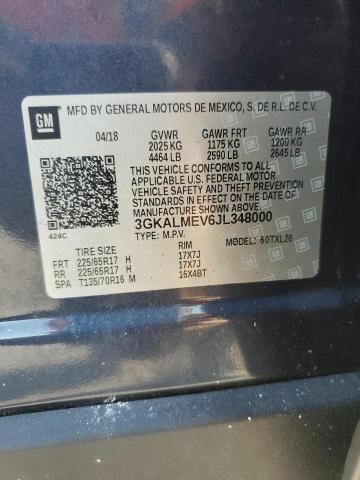 GM
MFD BY GENERAL MOTORS DE MEXICO, S. DE R.L. DE C.V.
04/18 GVWR GAWR FRT GAWR RR
2025 KG 1175 KG 1200 KG
4464 LB 2590 LB 2645 LB
THIS VEHICLE CONFORMS TO ALL
APPLICABLE U.S. FEDERAL MOTOR
VEHICLE SAFETY AND THEFT PREVENTION
STANDARDS IN EFFECT ON THE DATE OF
MANUFACTURE SHOWN ABOVE.
424C
3GKALMEV6JL348000
TYPE: M.P.V. MODEL: 60TXL26
TIRE SIZE RIM
FRT 225/65R17 H 17X7J
RR 225/65R17 H 17X7J
SPA T135/70R16 M 16X4BT